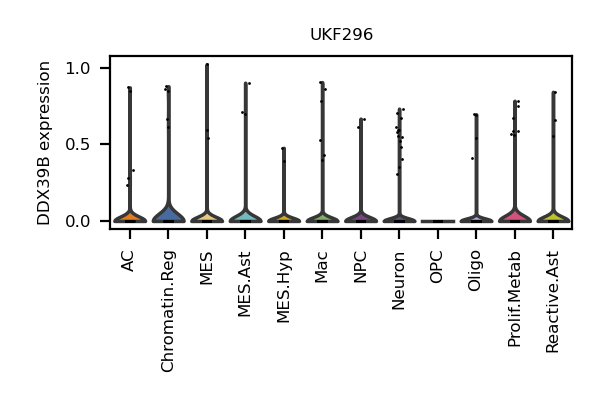 UKF296
DDX39B expression
1.0
0.5
0.0
AC
Chromatin.Reg
MES
MES.Ast
MES.Hyp
Mac
NPC
Neuron
OPC
Oligo
Prolif.Metab
Reactive.Ast